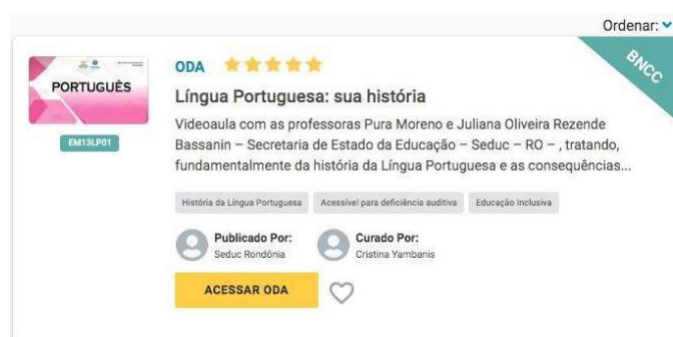 Ordenar:
BNCC
PORTUGUÊS
EM13LP01
ODA
Língua Portuguesa: sua história
Videoaula com as professoras Pura Moreno e Juliana Oliveira Rezende
Bassanin – Secretaria de Estado da Educação – Seduc – RO – , tratando,
fundamentalmente da história da Língua Portuguesa e as consequências...
História da Língua Portuguesa Acessível para deficiência auditiva Educação Inclusiva
Publicado Por: Curado Por:
Seduc Rondônia Cristina Yambanis
ACESSAR ODA